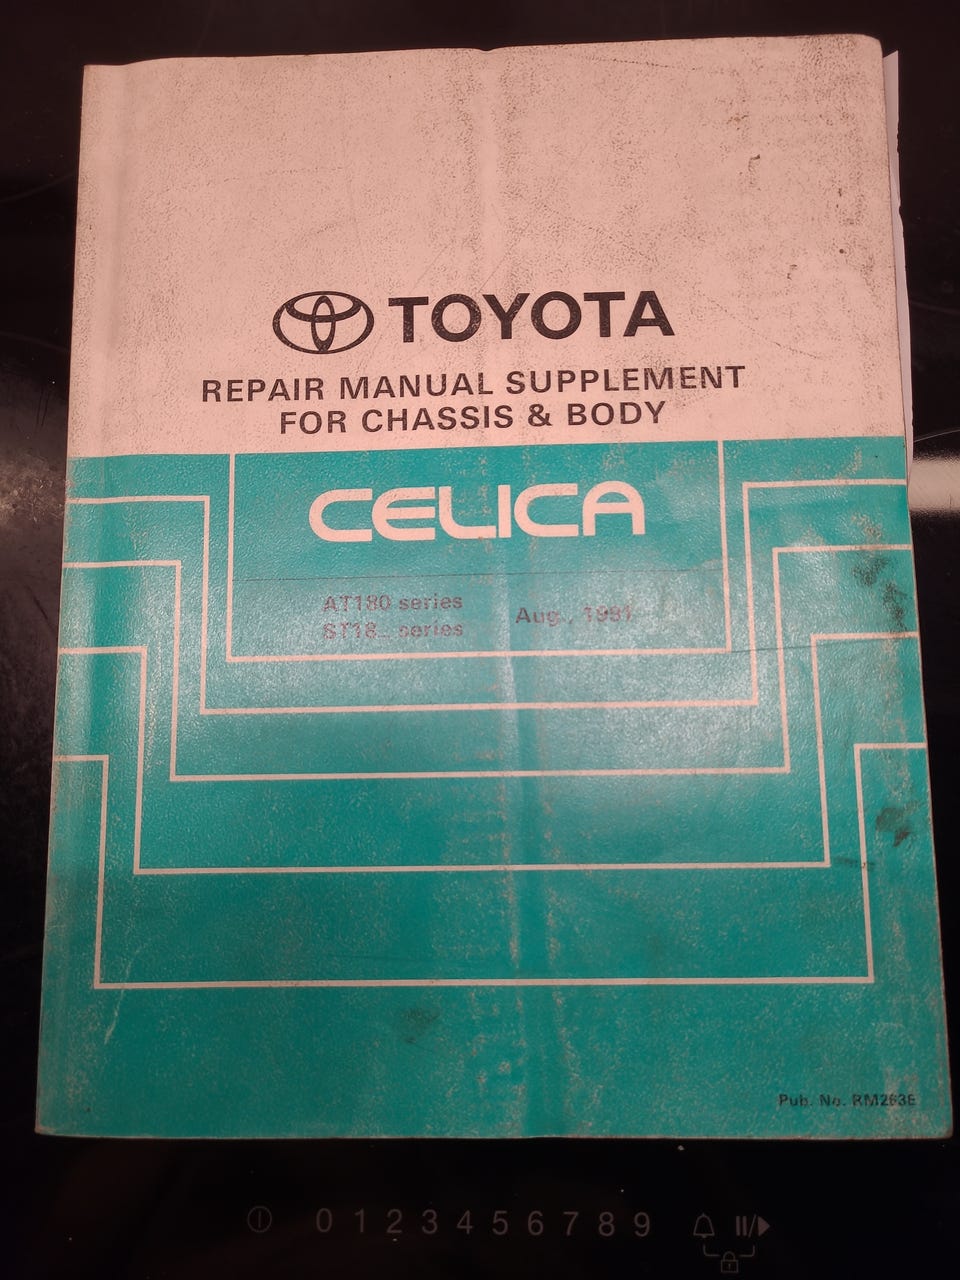 TOYOTA
REPAIR MANUAL SUPPLEMENT
FOR CHASSIS & BODY
CELICA
AT180 series
ST18_ series
Aug., 1991
Pub. No.
0 1 2 3 4 5 6 7 8 9